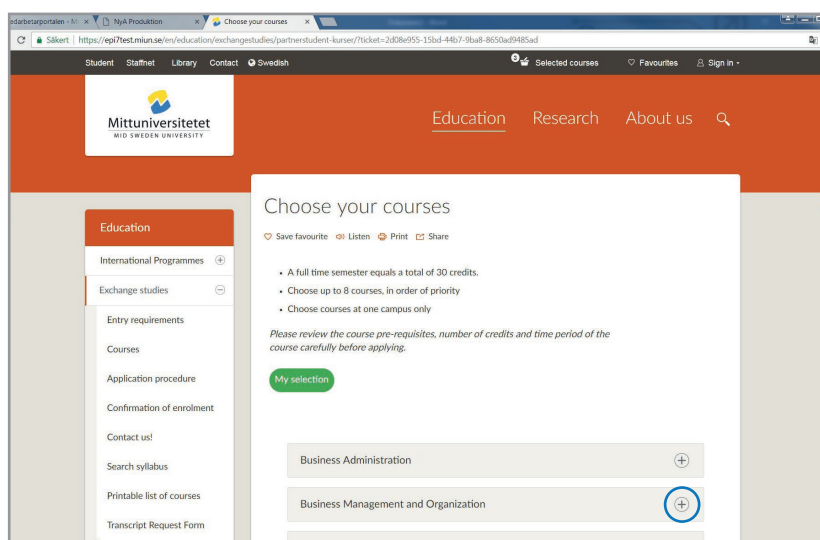 edarbetarportalen - M
NyA Produktion
Choose your courses
Säkert
https://epi7test.miun.se/en/education/exchangestudies/partnerstudent-kurser/?ticket=2d08e955-15bd-44b7-9ba8-8650ad9485ad
Student Staffnet Library Contact Swedish 3 Selected courses Favourites Sign in
Mittuniversitetet
MID SWEDEN UNIVERSITY
Education Research About us
Education
International Programmes
Exchange studies
Entry requirements
Courses
Application procedure
Confirmation of enrolment
Contact us!
Search syllabus
Printable list of courses
Transcript Request Form
Choose your courses
Save favourite Listen Print Share
• A full time semester equals a total of 30 credits.
• Choose up to 8 courses, in order of priority
• Choose courses at one campus only
Please review the course pre-requisites, number of credits and time period of the
course carefully before applying.
My selection
Business Administration
Business Management and Organization